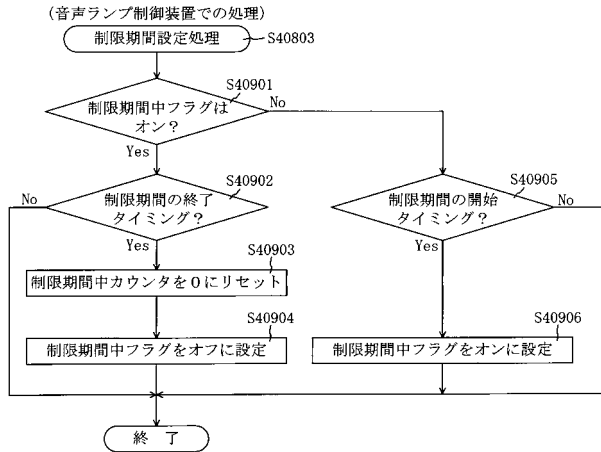 (音声ランプ制御装置での処理)
制限期間設定処理
S40803
S40901
制限期間中フラグは
オン?
No
Yes
S40902
No
制限期間の終了
タイミング?
Yes
S40905
制限期間の開始
タイミング?
No
Yes
S40903
制限期間中カウンタを0にリセット
S40904
制限期間中フラグをオフに設定
S40906
制限期間中フラグをオンに設定
終 了